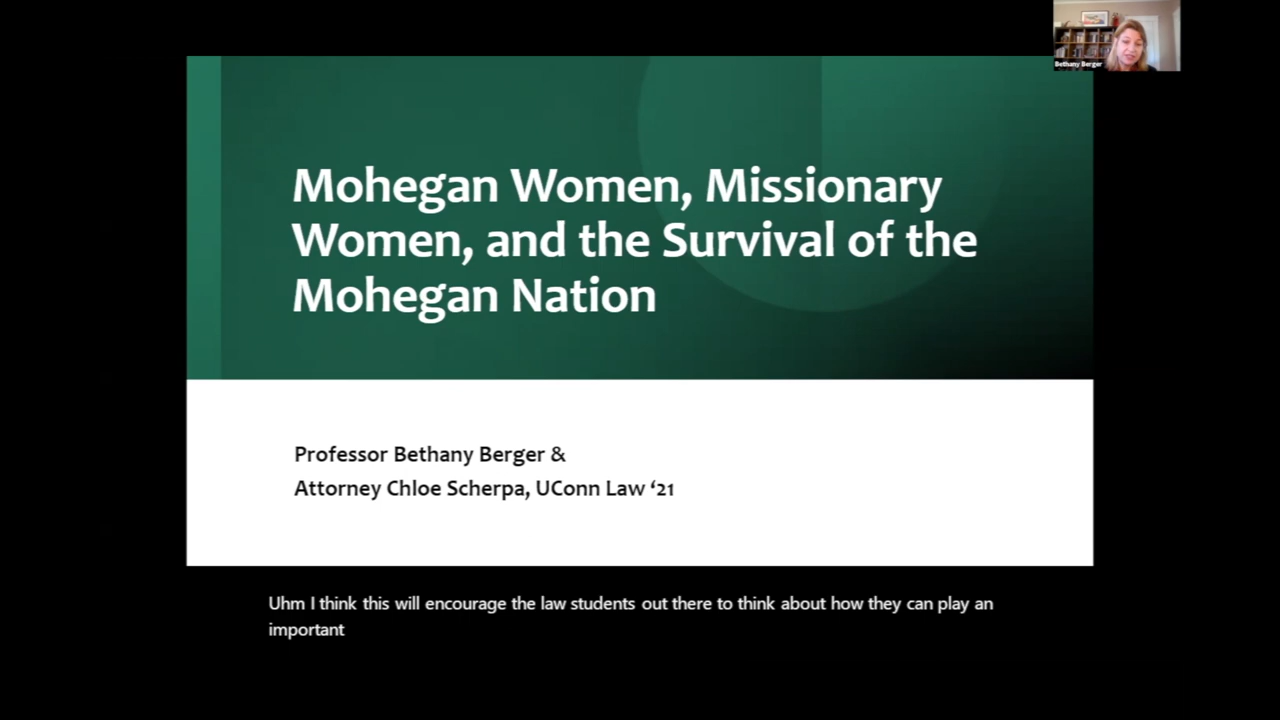 Bethany Berger
Mohegan Women, Missionary
Women, and the Survival of the
Mohegan Nation
Professor Bethany Berger &
Attorney Chloe Scherpa, UConn Law ‘21
Uhm I think this will encourage the law students out there to think about how they can play an
important